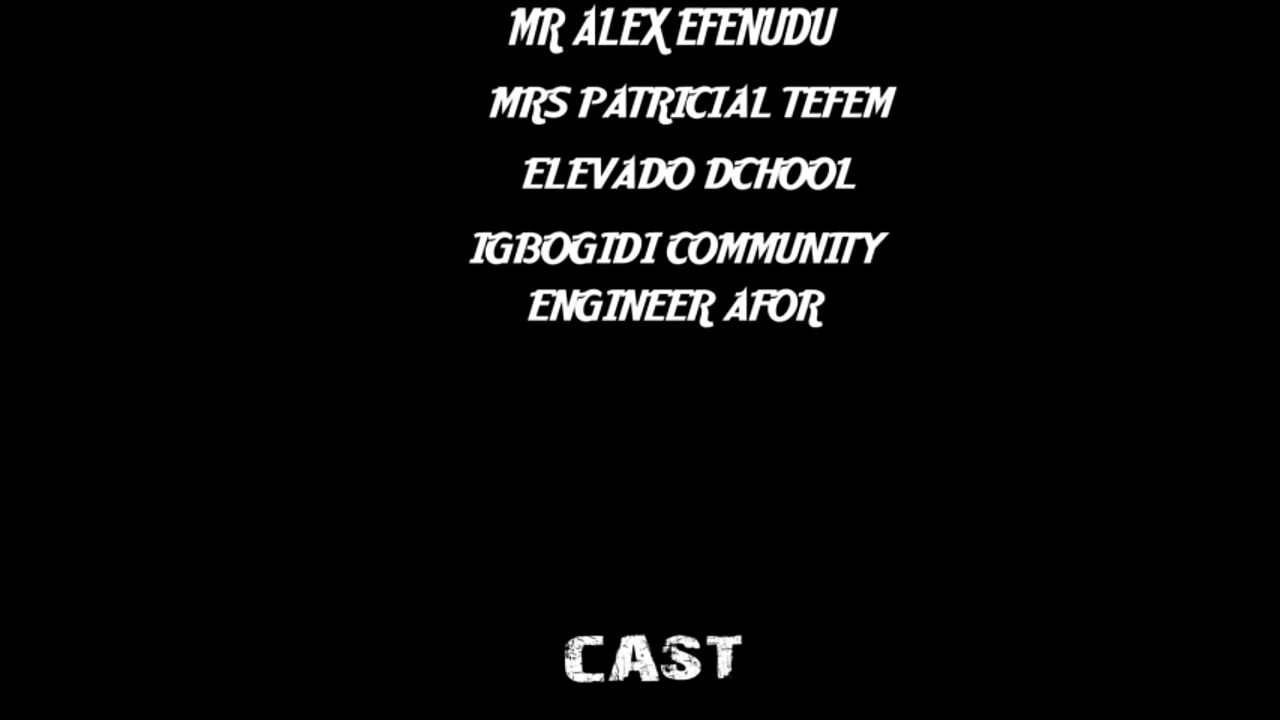 MR ALEX EFENUDU
MRS PATRICIAL TEFEM
ELEVADO DCHOOL
IGBOGIDI COMMUNITY
ENGINEER AFOR
CAST